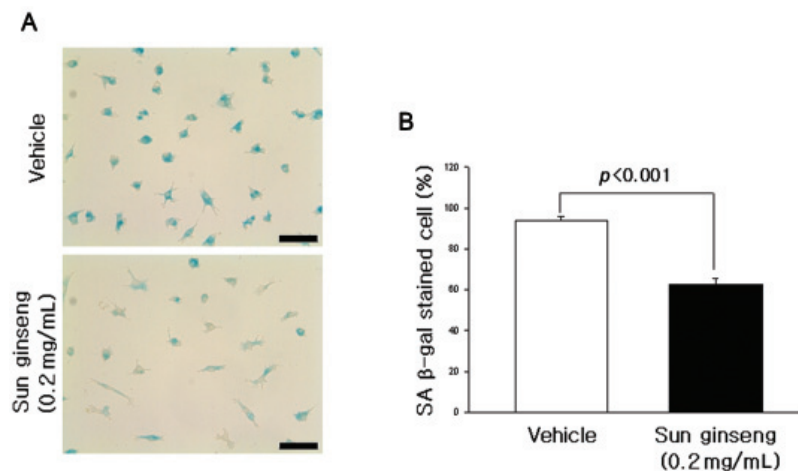 A
Vehicle
Sun ginseng
(0.2 mg/mL)
B
SA β-gal stained cell (%)
120
100
80
60
40
20
0
p<0.001
Vehicle
Sun ginseng
(0.2 mg/mL)